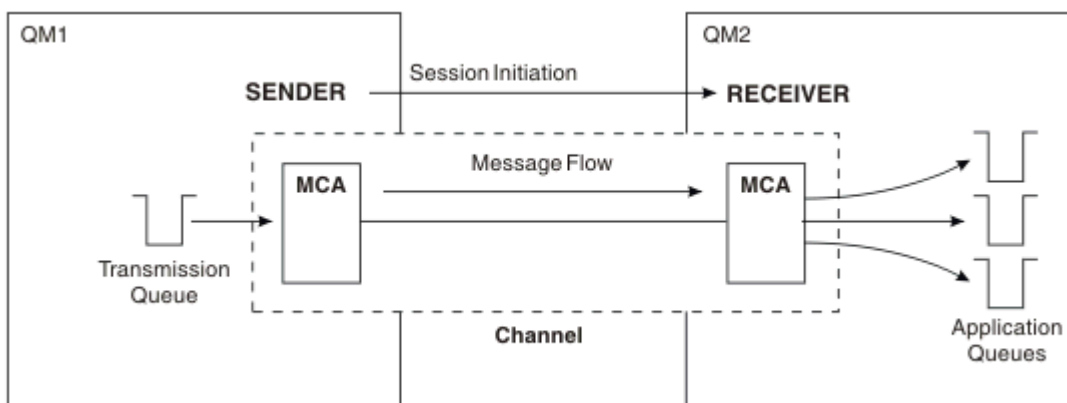 QM1
QM2
Session Initiation
SENDER
RECEIVER
Message Flow
MCA
MCA
Transmission
Queue
Channel
Application
Queues